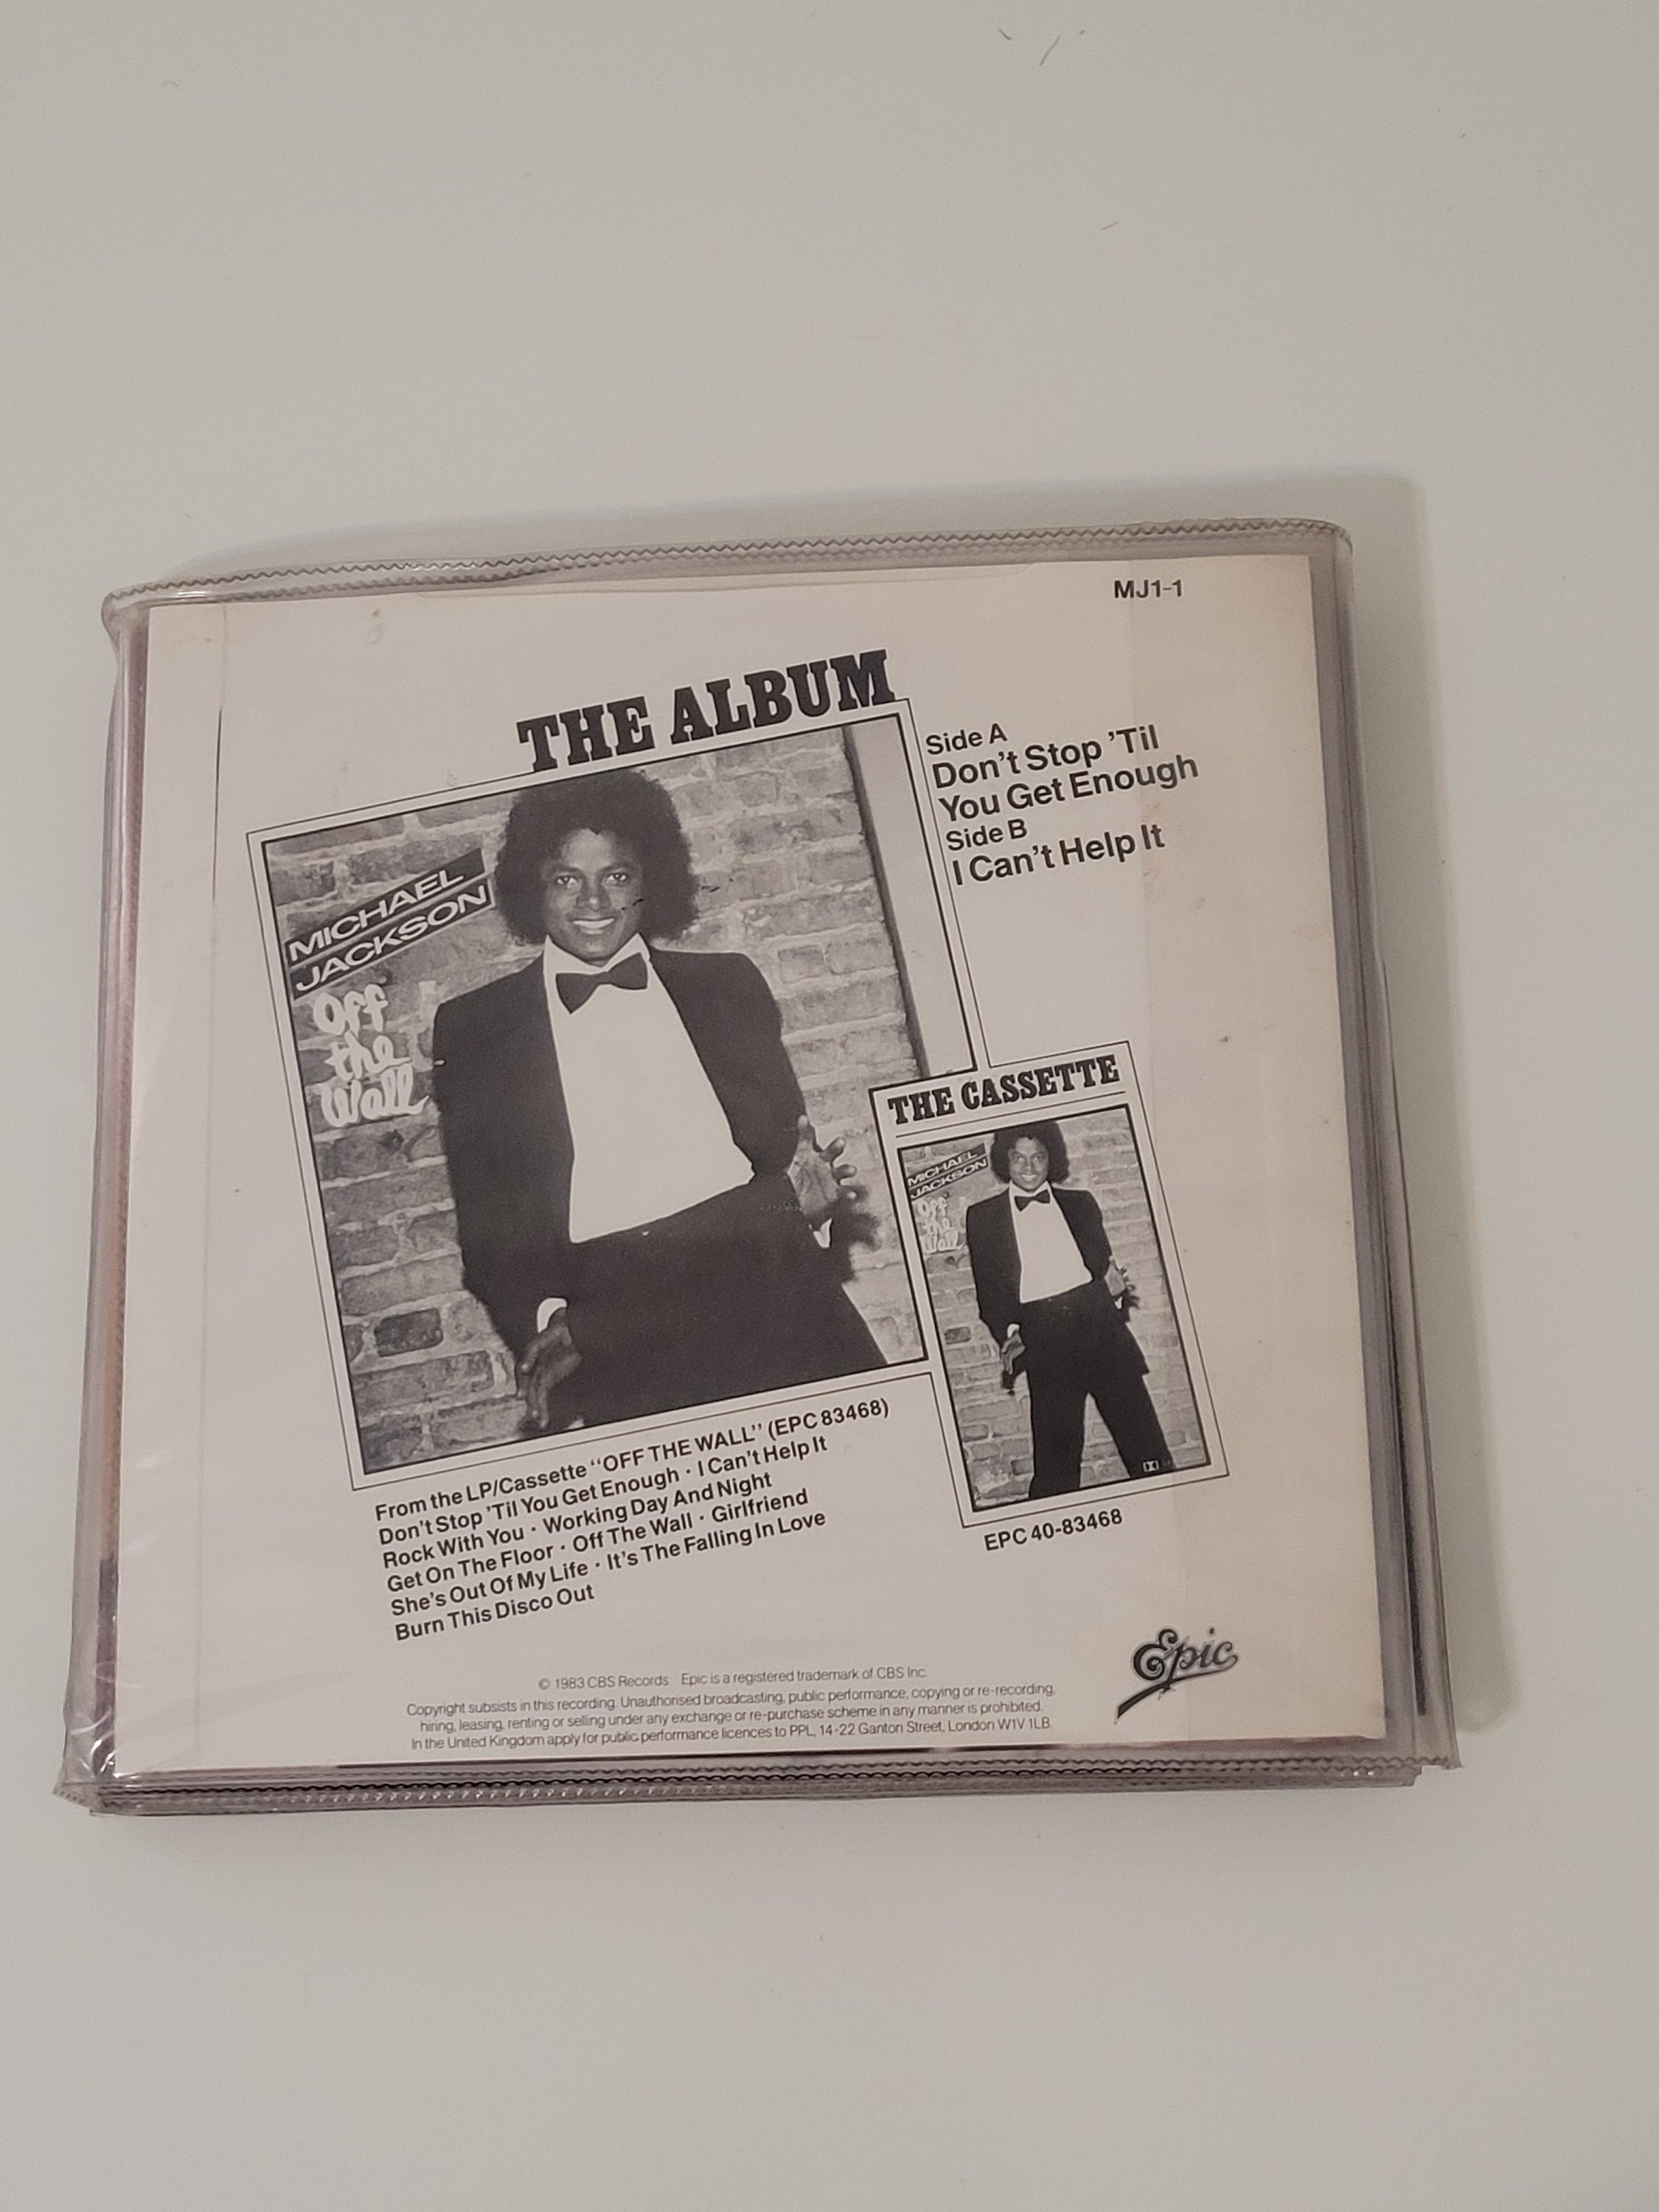 MJ1-1
THE ALBUM
MICHAEL
JACKSON
Off
the
Wall
Side A
Don't Stop 'Til
You Get Enough
Side B
I Can't Help It
THE CASSETTE
MICHAEL
JACKSON
Off
the
Wall
EPC 40-83468
From the LP/Cassette “OFF THE WALL” (EPC 83468)
Don't Stop 'Til You Get Enough · I Can't Help It
Rock With You · Working Day And Night
Get On The Floor · Off The Wall · Girlfriend
She's Out Of My Life · It's The Falling In Love
Burn This Disco Out
© 1983 CBS Records Epic is a registered trademark of CBS Inc.
Copyright subsists in this recording. Unauthorised broadcasting, public performance, copying or re-recording,
hiring, leasing, renting or selling under any exchange or re-purchase scheme in any manner is prohibited.
In the United Kingdom apply for public performance licences to PPL, 14-22 Ganton Street, London W1V 1LB.
Epic